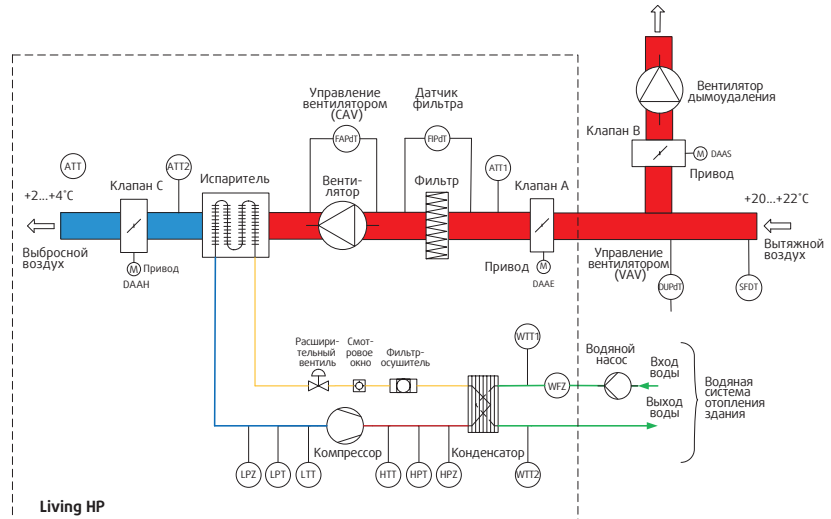 Вентилятор
дымоудаления
Управление
вентилятором
(CAV)
Датчик
фильтра
Клапан B
FAPdT
FIPdT
M
DAAS
Привод
ATT
ATT2
ATT1
Испаритель
Клапан C
Венти-
лятор
Фильтр
Клапан A
+2...+4˚C
+20...+22˚C
Выбросной
воздух
M
Привод
DAAH
Привод
M
DAAE
Управление
вентилятором
(VAV)
Вытяжной
воздух
DUPdT
SFDT
Расшири-
тельный
вентиль
Смот-
ровое
окно
Фильтр-
осушитель
WTT1
Водяной
насос
WFZ
Вход
воды
Выход
воды
Водяная
система
отопления
здания
Компрессор
Конденсатор
LPZ
LPT
LTT
HTT
HPT
HPZ
WTT2
Living HP